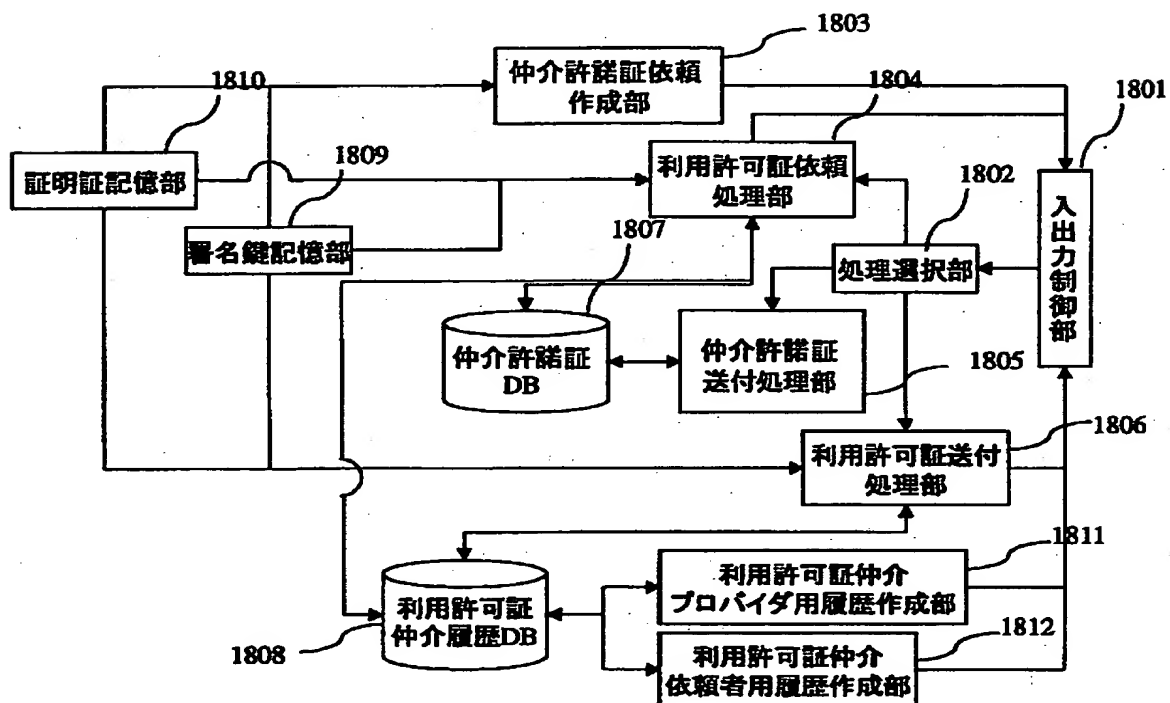 1803
仲介許諾証依頼
作成部
1804
1810
1801
証明証記憶部
1809
利用許可証依頼
処理部
1802
署名鍵記憶部
1807
処理選択部
入出力制御部
仲介許諾証
DB
仲介許諾証
送付処理部
1805
1806
利用許可証送付
処理部
1811
利用許可証
仲介履歴DB
1808
利用許可証仲介
プロバイダ用履歴作成部
1812
利用許可証仲介
依頼者用履歴作成部